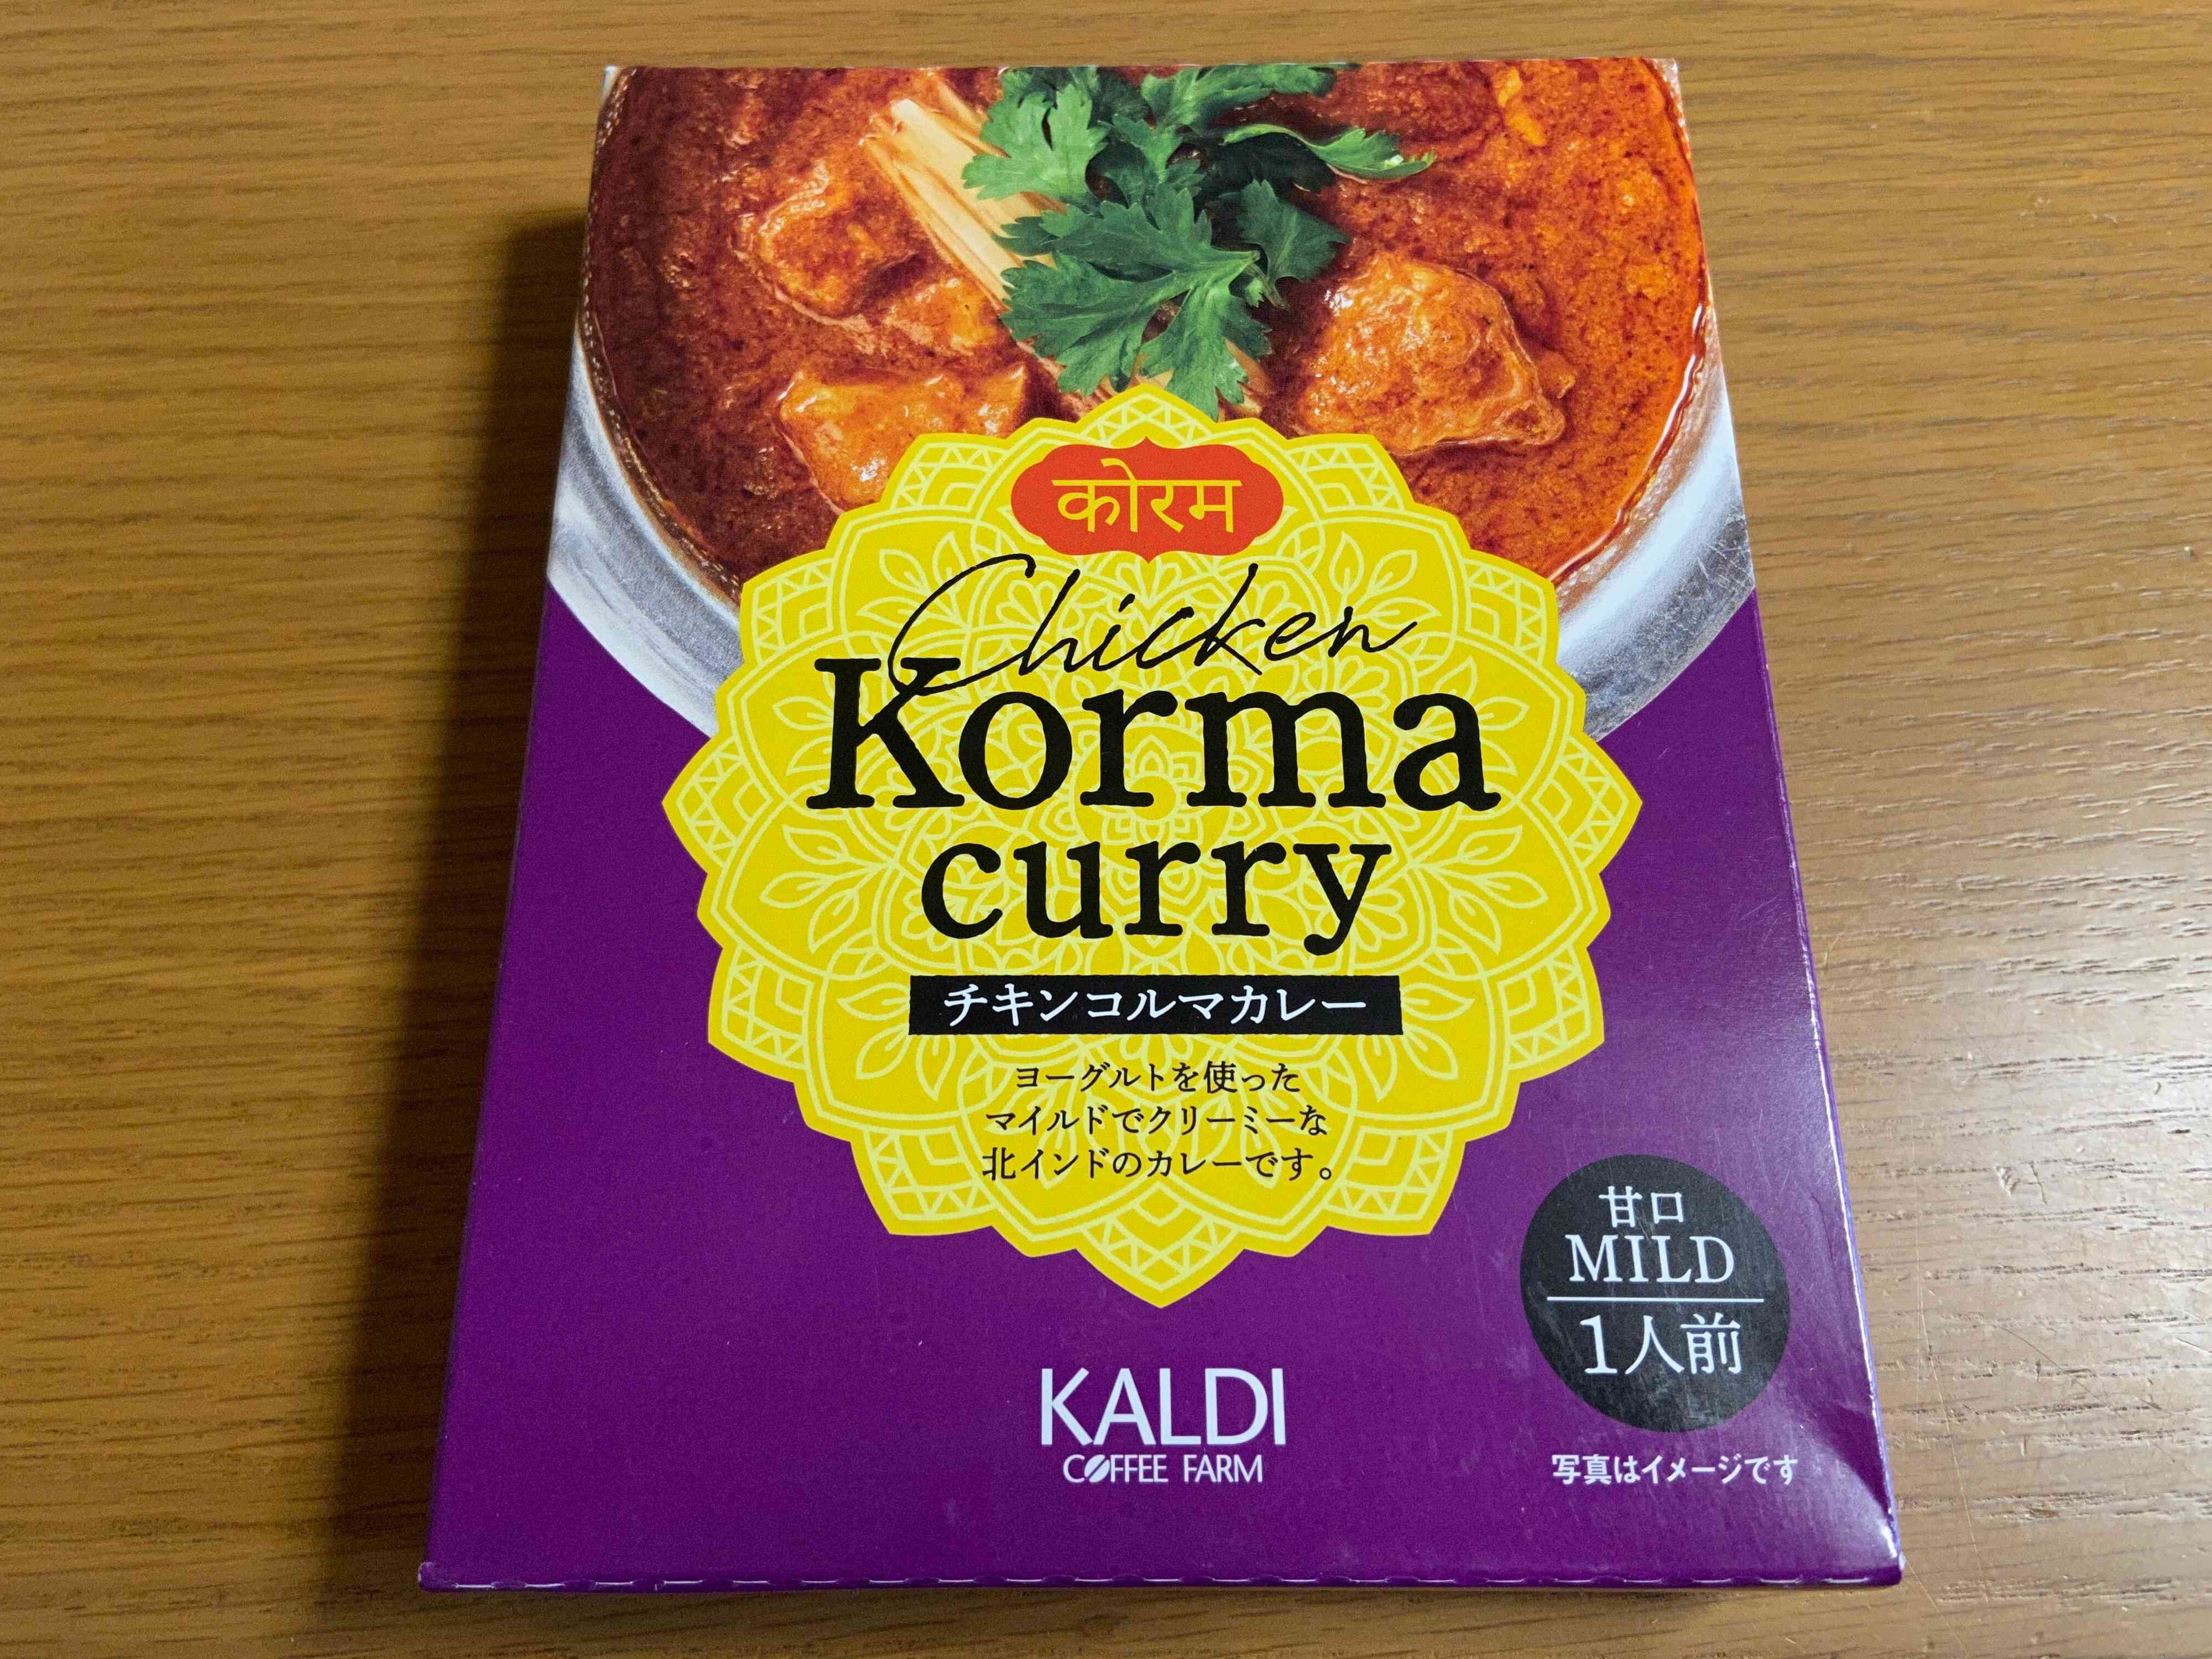 कोरम
Chicken
Korma
curry
チキンコルマカレー
ヨーグルトを使った
マイルドでクリーミーな
北インドのカレーです。
甘口
MILD
1人前
KALDI
COFFEE FARM
写真はイメージです